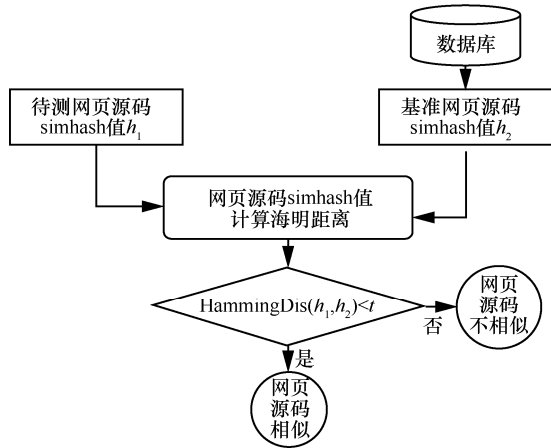 数据库
待测网页源码
simhash值h₁
基准网页源码
simhash值h₂
网页源码simhash值
计算海明距离
HammingDis(h₁,h₂)<t
否
网页
源码
不相似
是
网页
源码
相似